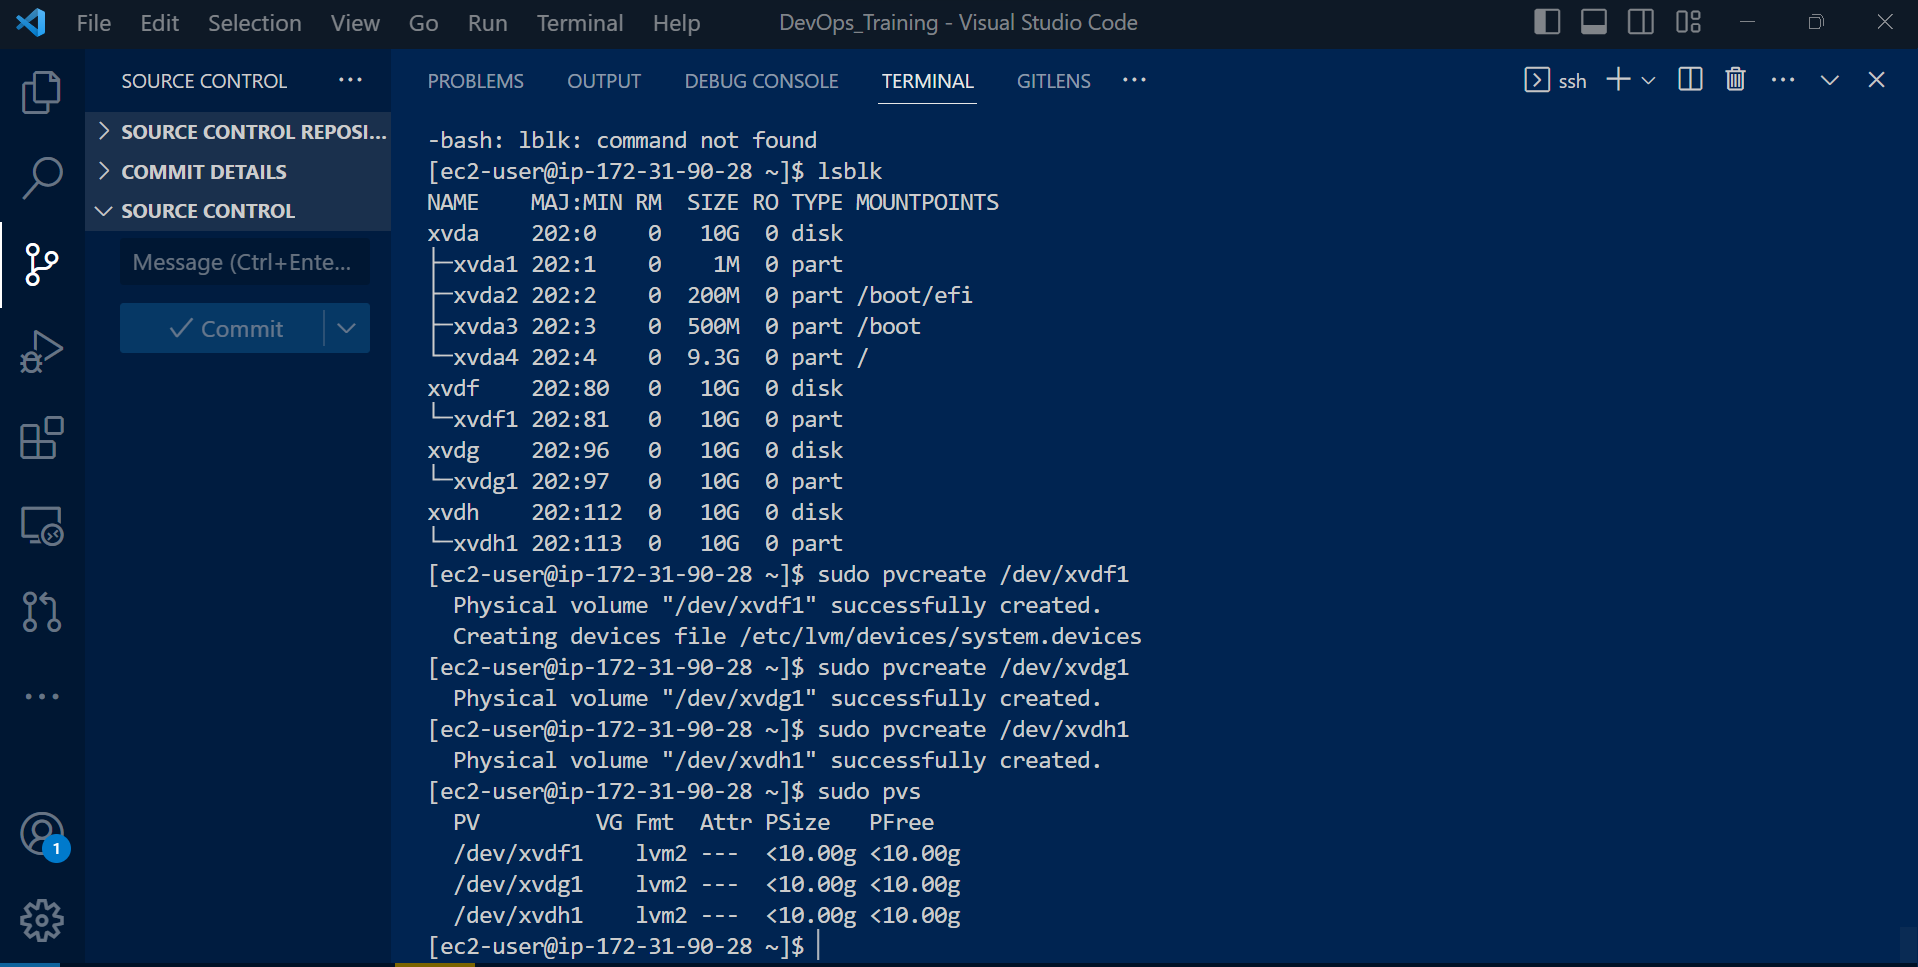 File Edit Selection View Go Run Terminal Help DevOps_Training - Visual Studio Code
SOURCE CONTROL ···
SOURCE CONTROL REPOSI...
COMMIT DETAILS
SOURCE CONTROL
Message (Ctrl+Ente...
Commit
1
PROBLEMS OUTPUT DEBUG CONSOLE TERMINAL GITLENS ··· ssh
-bash: lblk: command not found
[ec2-user@ip-172-31-90-28 ~]$ lsblk
NAME    MAJ:MIN RM  SIZE RO TYPE MOUNTPOINTS
xvda    202:0    0   10G  0 disk
├─xvda1 202:1    0    1M  0 part
├─xvda2 202:2    0  200M  0 part /boot/efi
├─xvda3 202:3    0  500M  0 part /boot
└─xvda4 202:4    0  9.3G  0 part /
xvdf    202:80   0   10G  0 disk
└─xvdf1 202:81   0   10G  0 part
xvdg    202:96   0   10G  0 disk
└─xvdg1 202:97   0   10G  0 part
xvdh    202:112  0   10G  0 disk
└─xvdh1 202:113  0   10G  0 part
[ec2-user@ip-172-31-90-28 ~]$ sudo pvcreate /dev/xvdf1
  Physical volume "/dev/xvdf1" successfully created.
  Creating devices file /etc/lvm/devices/system.devices
[ec2-user@ip-172-31-90-28 ~]$ sudo pvcreate /dev/xvdg1
  Physical volume "/dev/xvdg1" successfully created.
[ec2-user@ip-172-31-90-28 ~]$ sudo pvcreate /dev/xvdh1
  Physical volume "/dev/xvdh1" successfully created.
[ec2-user@ip-172-31-90-28 ~]$ sudo pvs
  PV         VG Fmt  Attr PSize   PFree
  /dev/xvdf1    lvm2 ---  <10.00g <10.00g
  /dev/xvdg1    lvm2 ---  <10.00g <10.00g
  /dev/xvdh1    lvm2 ---  <10.00g <10.00g
[ec2-user@ip-172-31-90-28 ~]$